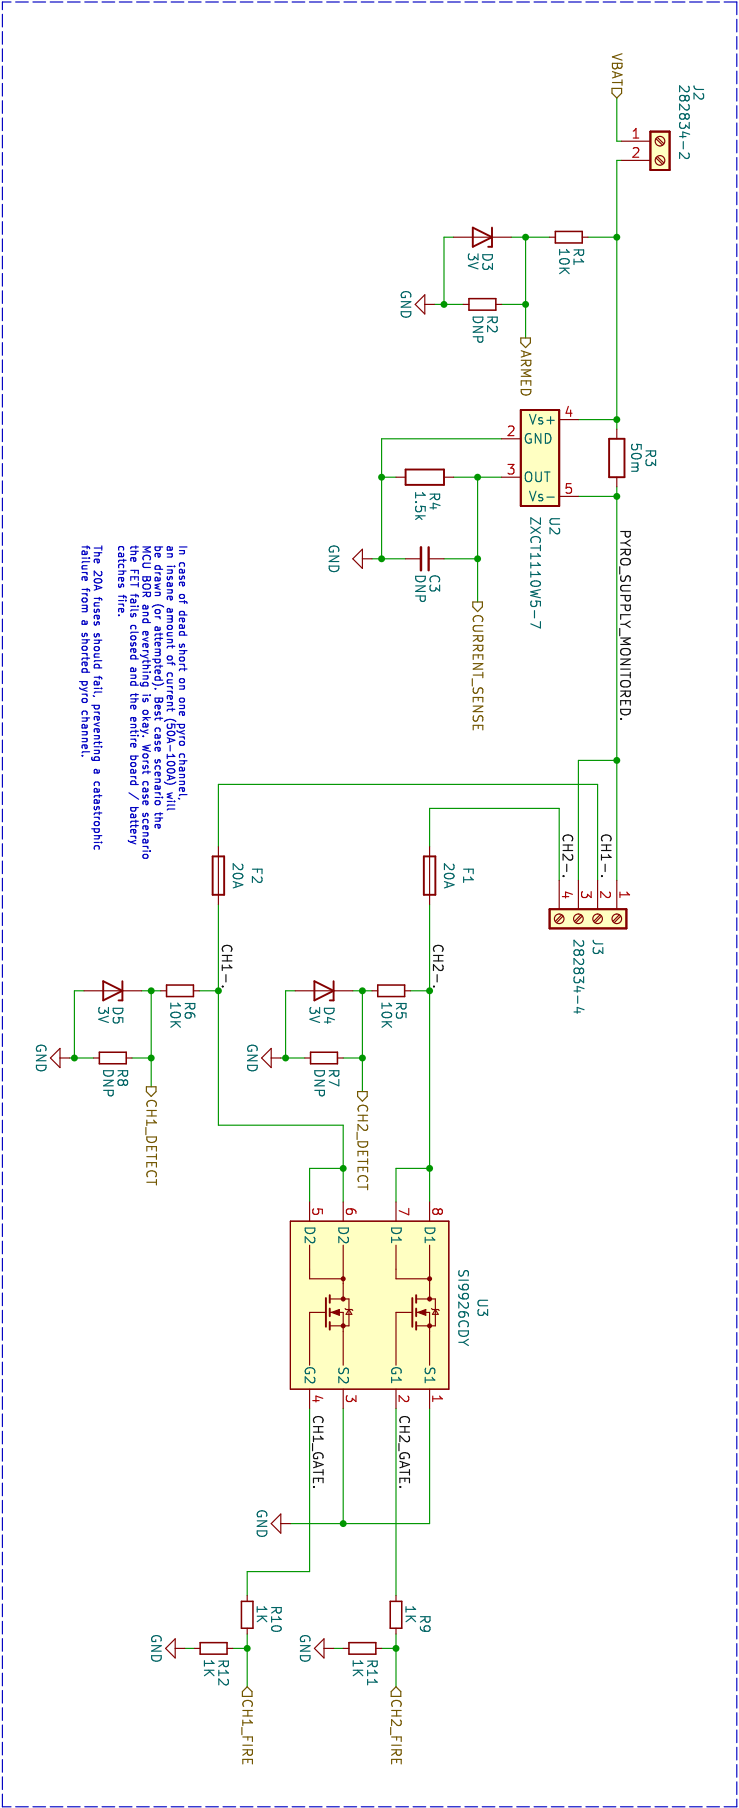 J2
282834-2
VBAT
1
2
R1
10K
D3
3V
R2
DNP
GND
ARMED
R3
50m
4
5
2
3
Vs+
GND
OUT
Vs-
U2
ZXCT1110W5-7
R4
1.5k
C3
DNP
GND
CURRENT_SENSE
PYRO_SUPPLY_MONITORED.
In case of dead short on one pyro channel,
an insane amount of current (50A-100A) will
be drawn (or attempted). Best case scenario the
MCU BOR and everything is okay. Worst case scenario
the FET fails closed and the entire board / battery
catches fire.
The 20A fuses should fail, preventing a catastrophic
failure from a shorted pyro channel.
CH1-.
CH2-.
1
2
3
4
J3
282834-4
F1
20A
F2
20A
CH2-.
CH1-.
R5
10K
D4
3V
R7
DNP
GND
CH2_DETECT
R6
10K
D5
3V
R8
DNP
GND
CH1_DETECT
8
7
6
5
D1
D1
D2
D2
U3
SI9926CDY
S1
G1
S2
G2
1
2
3
4
CH2_GATE.
CH1_GATE.
GND
R9
1K
R10
1K
R11
1K
R12
1K
GND
GND
CH2_FIRE
CH1_FIRE